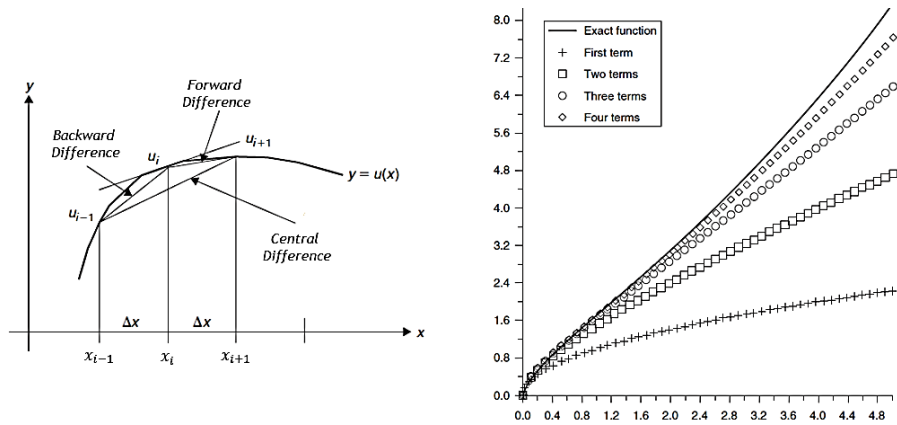 y
Forward
Difference
Backward
Difference
u_i
u_{i+1}
y = u(x)
u_{i−1}
Central
Difference
Δx
Δx
x
x_{i−1}
x_i
x_{i+1}
Exact function
First term
Two terms
Three terms
Four terms
8.0
7.2
6.4
5.6
4.8
4.0
3.2
2.4
1.6
0.8
0.0
0.0 0.4 0.8 1.2 1.6 2.0 2.4 2.8 3.2 3.6 4.0 4.4 4.8